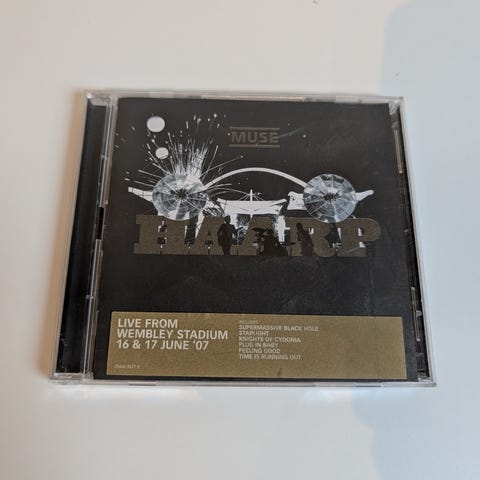 MUSE
HAARP
LIVE FROM
WEMBLEY STADIUM
16 & 17 JUNE '07
INCLUDES
SUPERMASSIVE BLACK HOLE
STARLIGHT
KNIGHTS OF CYDONIA
PLUG IN BABY
FEELING GOOD
TIME IS RUNNING OUT